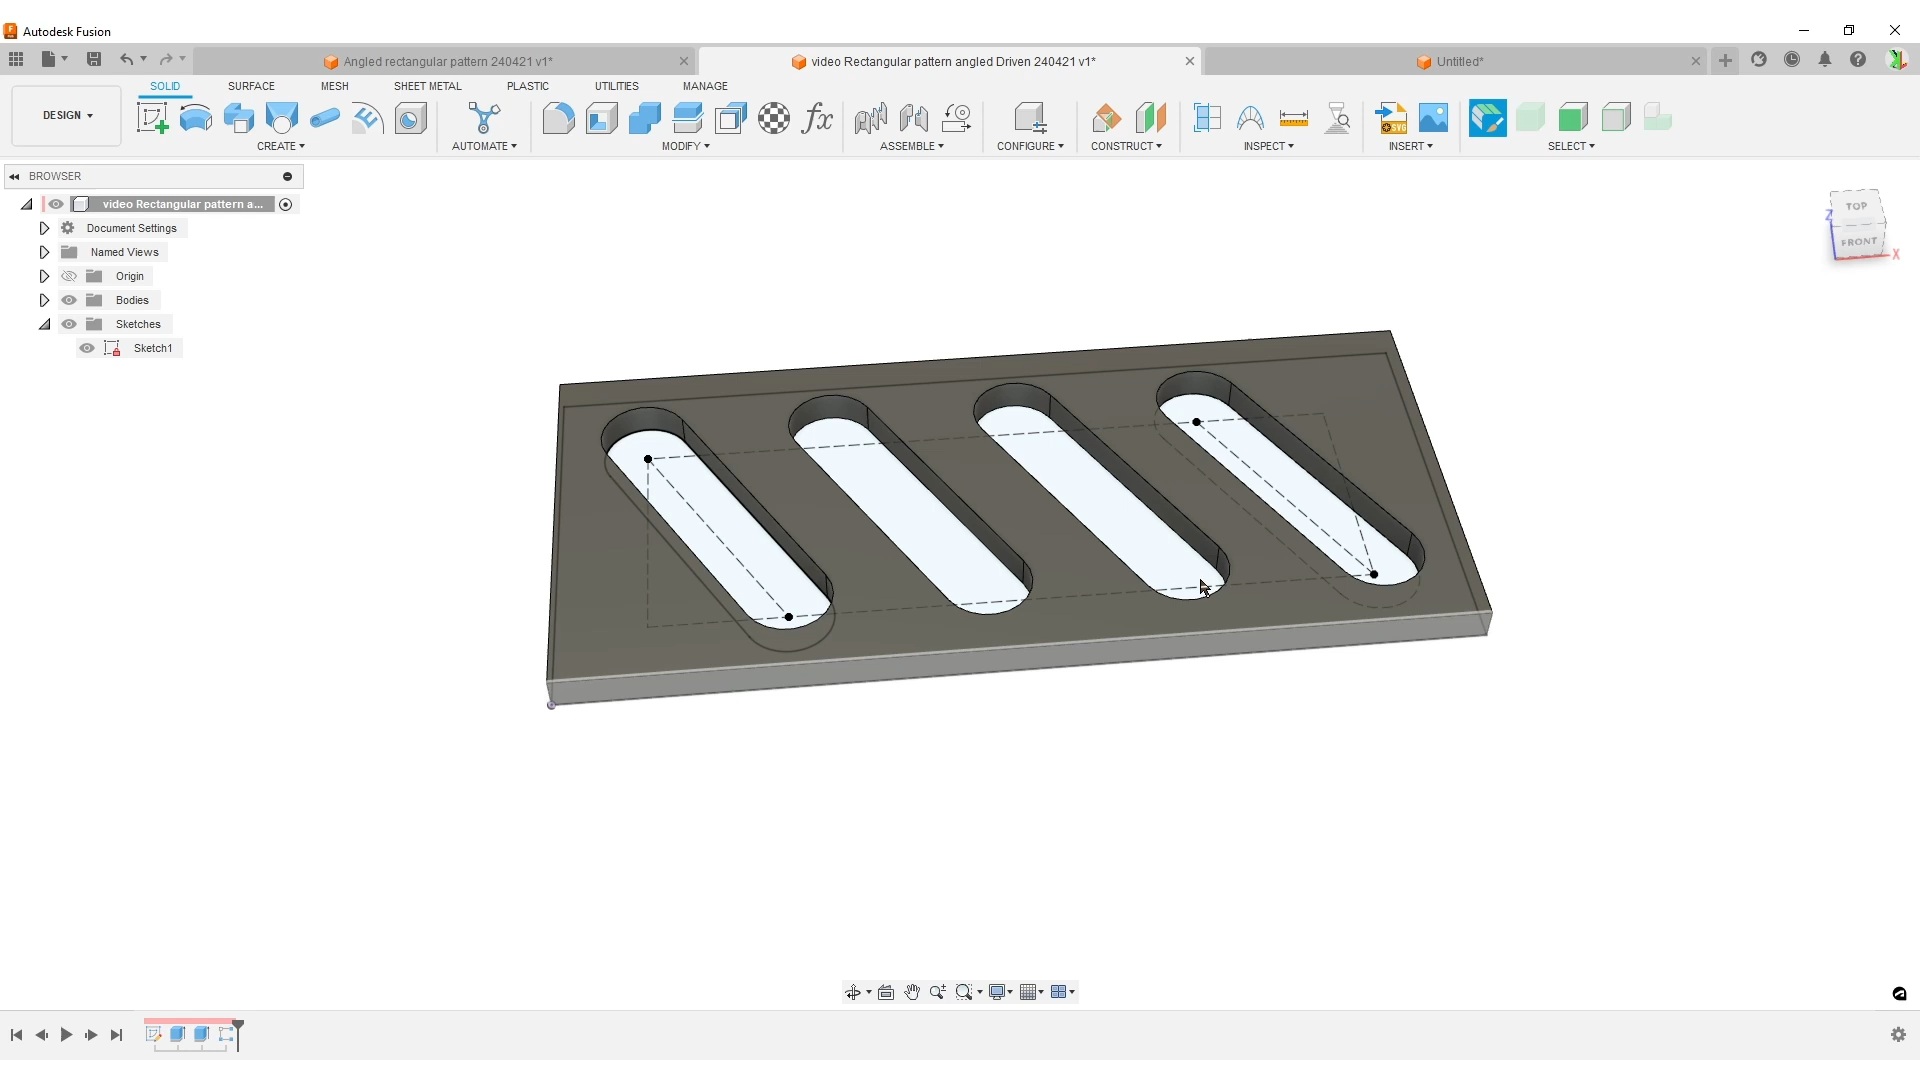 Autodesk Fusion
Angled rectangular pattern 240421 v1*
video Rectangular pattern angled Driven 240421 v1*
Untitled*
SOLID SURFACE MESH SHEET METAL PLASTIC UTILITIES MANAGE
DESIGN
fx
SVG
CREATE AUTOMATE MODIFY ASSEMBLE CONFIGURE CONSTRUCT INSPECT INSERT SELECT
BROWSER
video Rectangular pattern a...
Document Settings
Named Views
Origin
Bodies
Sketches
Sketch1
TOP
Z
FRONT
X